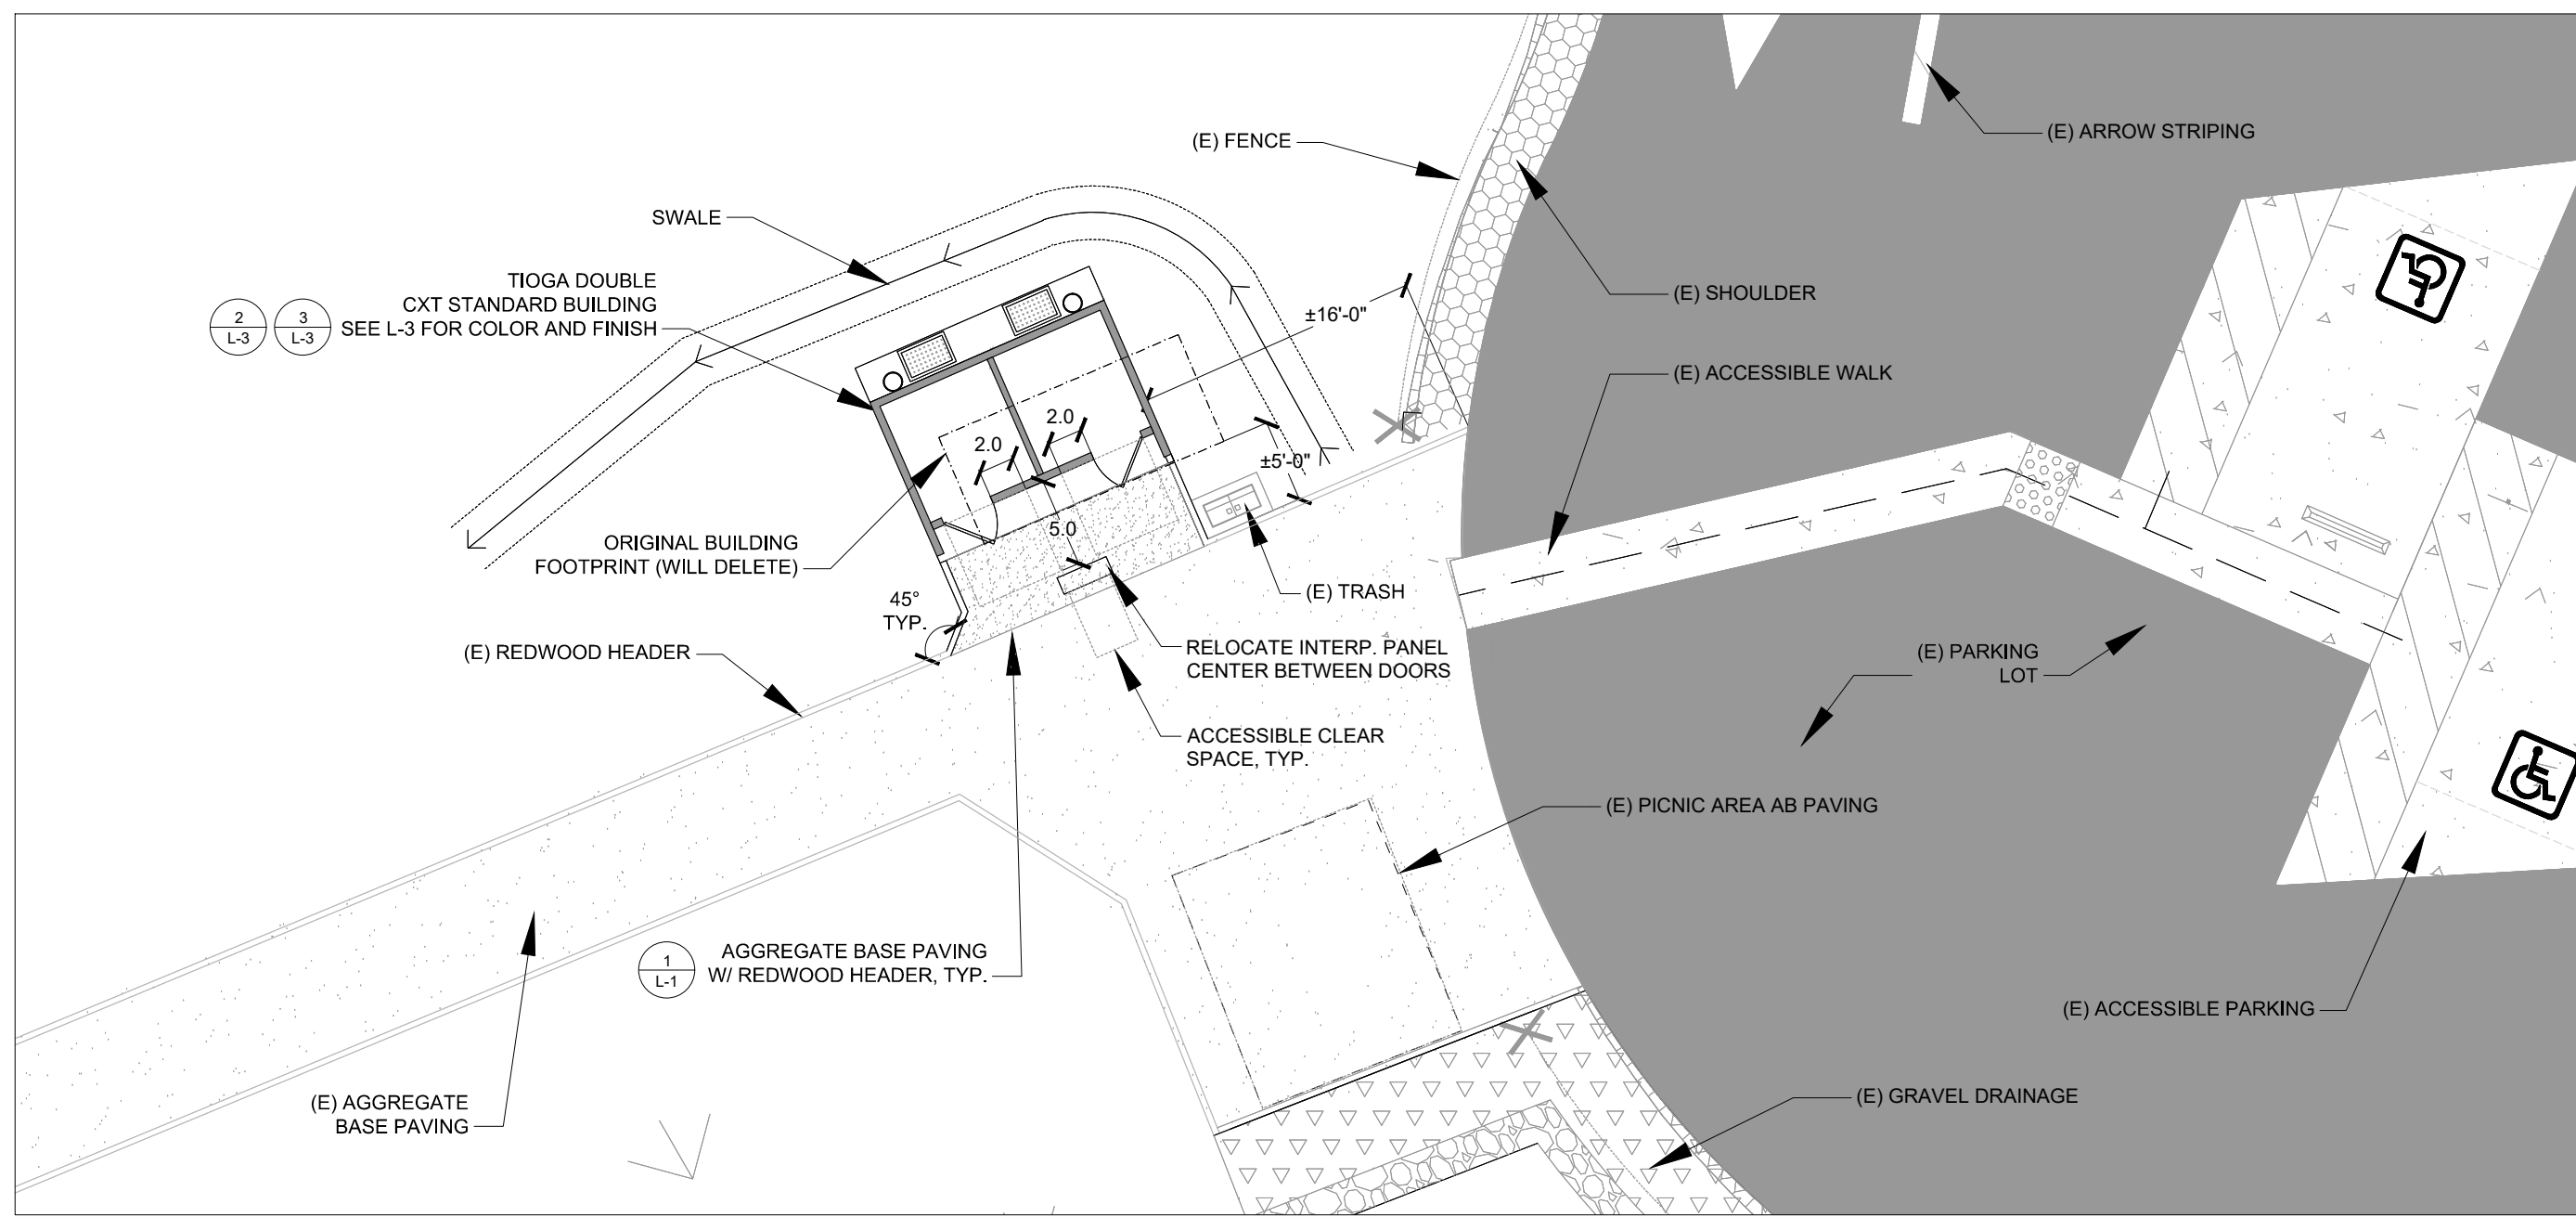 (E) ARROW STRIPING
(E) FENCE
SWALE
TIOGA DOUBLE
CXT STANDARD BUILDING
SEE L-3 FOR COLOR AND FINISH
2
L-3
3
L-3
(E) SHOULDER
±16'-0"
(E) ACCESSIBLE WALK
2.0
2.0
±5'-0"
5.0
ORIGINAL BUILDING
FOOTPRINT (WILL DELETE)
45°
TYP.
(E) TRASH
(E) REDWOOD HEADER
RELOCATE INTERP. PANEL
CENTER BETWEEN DOORS
(E) PARKING
LOT
ACCESSIBLE CLEAR
SPACE, TYP.
(E) PICNIC AREA AB PAVING
1
L-1
AGGREGATE BASE PAVING
W/ REDWOOD HEADER, TYP.
(E) ACCESSIBLE PARKING
(E) AGGREGATE
BASE PAVING
(E) GRAVEL DRAINAGE